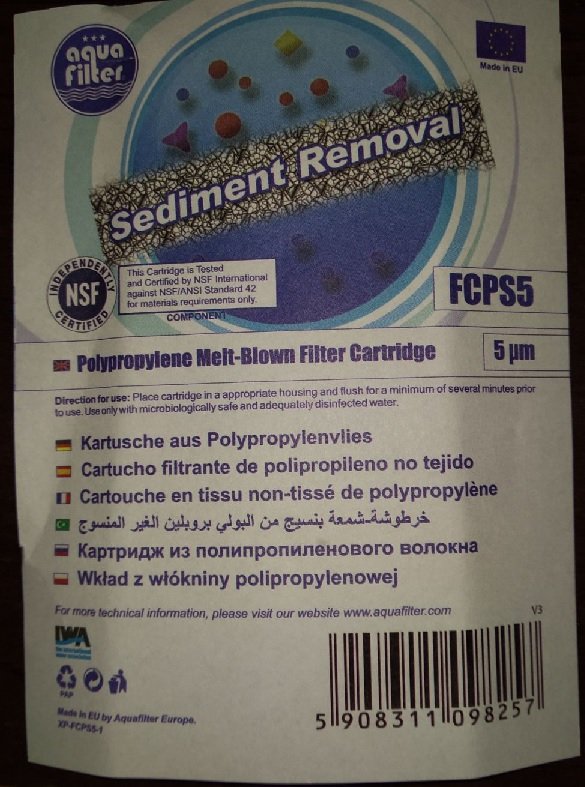 aqua
filter
Made in EU
Sediment Removal
INDEPENDENTLY
NSF
CERTIFIED
This Cartridge is Tested
and Certified by NSF International
against NSF/ANSI Standard 42
for materials requirements only.
COMPONENT
FCPS5
Polypropylene Melt-Blown Filter Cartridge
5 µm
Direction for use: Place cartridge in a appropriate housing and flush for a minimum of several minutes prior
to use. Use only with microbiologically safe and adequately disinfected water.
Kartusche aus Polypropylenvlies
Cartucho filtrante de polipropileno no tejido
Cartouche en tissu non-tissé de polypropylène
خرطوشة-شمعة بنسيج من البولي بروبلين الغير المنسوج
Картридж из полипропиленового волокна
Wkład z włókniny polipropylenowej
For more technical information, please visit our website www.aquafilter.com
V3
IWA
the international
water association
PAP
Made in EU by Aquafilter Europe.
XP-FCPS5-1
5 908311 098257